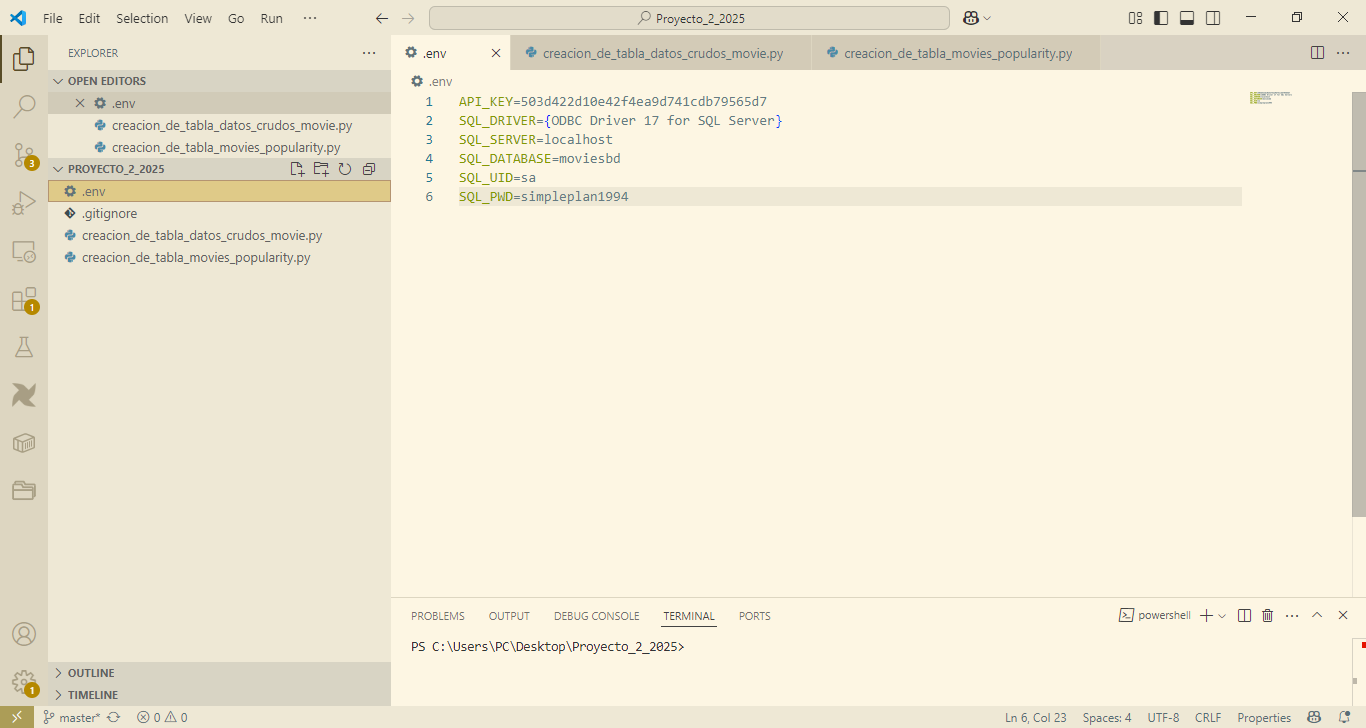 File Edit Selection View Go Run ··· Proyecto_2_2025
EXPLORER ···
OPEN EDITORS
.env
creacion_de_tabla_datos_crudos_movie.py
creacion_de_tabla_movies_popularity.py
PROYECTO_2_2025
.env
.gitignore
creacion_de_tabla_datos_crudos_movie.py
creacion_de_tabla_movies_popularity.py
OUTLINE
TIMELINE
3
1
1
.env creacion_de_tabla_datos_crudos_movie.py creacion_de_tabla_movies_popularity.py ···
.env
1 API_KEY=503d422d10e42f4ea9d741cdb79565d7
2 SQL_DRIVER={ODBC Driver 17 for SQL Server}
3 SQL_SERVER=localhost
4 SQL_DATABASE=moviesbd
5 SQL_UID=sa
6 SQL_PWD=simpleplan1994
PROBLEMS OUTPUT DEBUG CONSOLE TERMINAL PORTS powershell ···
PS C:\Users\PC\Desktop\Proyecto_2_2025>
master* 0 0 Ln 6, Col 23 Spaces: 4 UTF-8 CRLF Properties